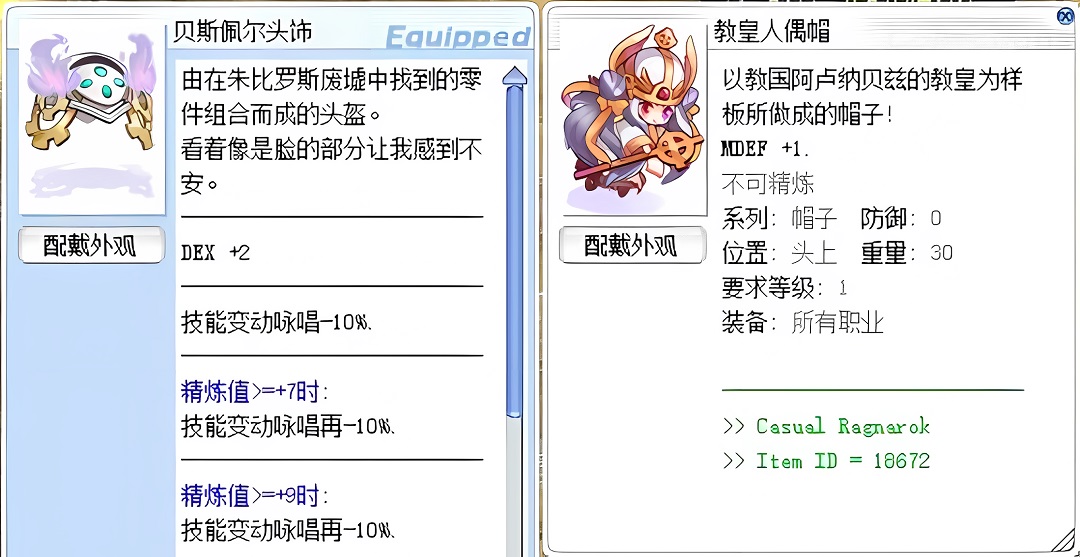 贝斯佩尔头饰
Equipped
由在朱比罗斯废墟中找到的零
件组合而成的头盔。
看着像是脸的部分让我感到不
安。
配戴外观
DEX +2
技能变动咏唱-10%.
精炼值>=+7时:
技能变动咏唱再-10%.
精炼值>=+9时:
技能变动咏唱再-10%.
教皇人偶帽
以教国阿卢纳贝兹的教皇为样
板所做成的帽子!
MDEF +1.
不可精炼
系列: 帽子 防御: 0
配戴外观
位置: 头上 重量: 30
要求等级: 1
装备: 所有职业
>> Casual Ragnarok
>> Item ID = 18672